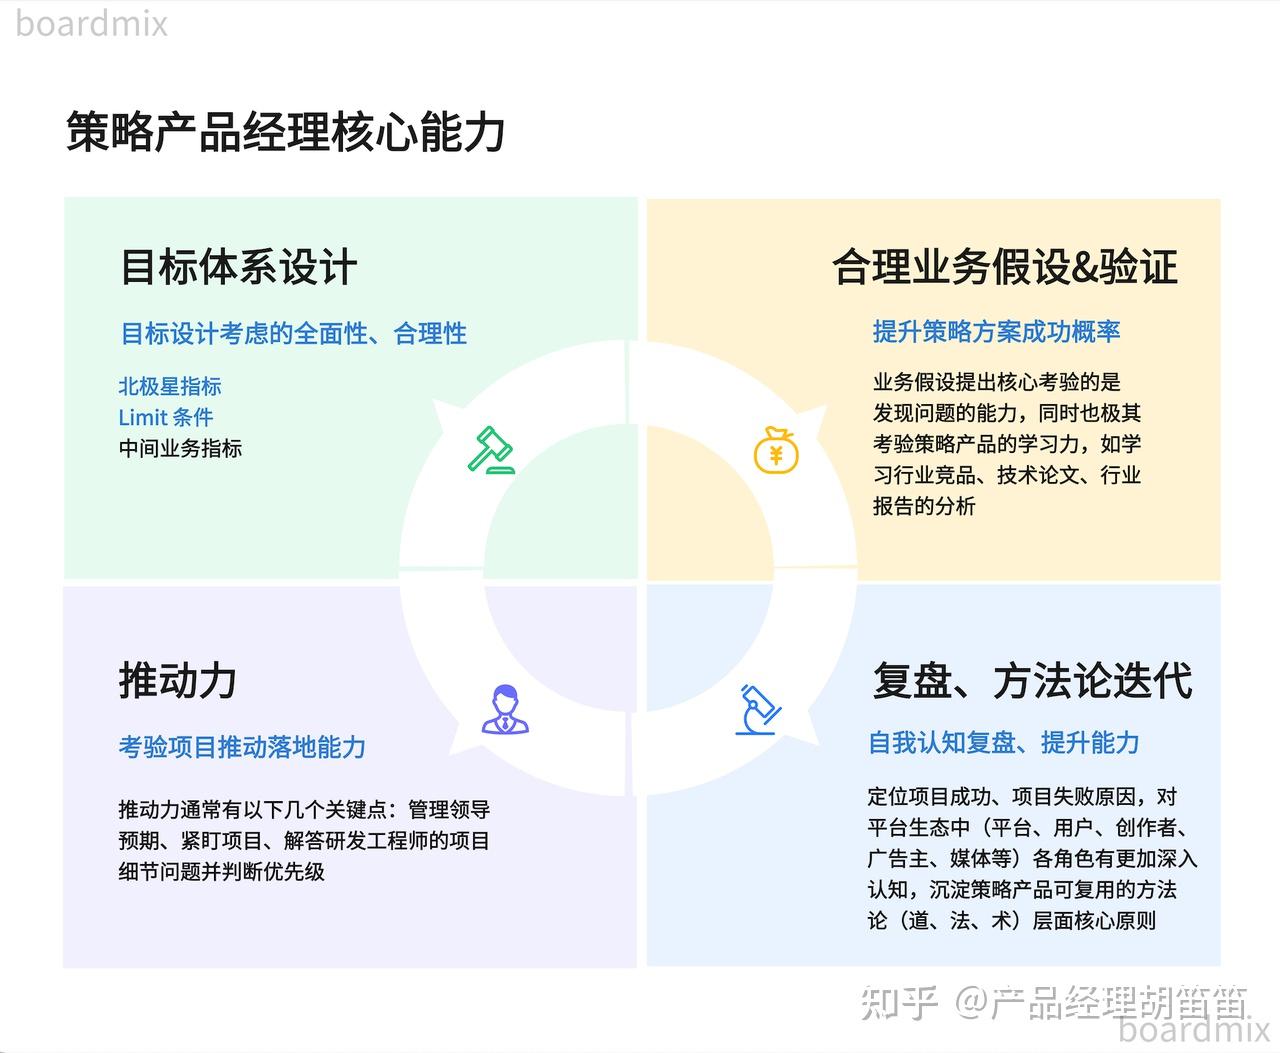 boardmix
策略产品经理核心能力
目标体系设计
目标设计考虑的全面性、合理性
北极星指标
Limit 条件
中间业务指标
合理业务假设&验证
提升策略方案成功概率
业务假设提出核心考验的是
发现问题的能力，同时也极其
考验策略产品的学习力，如学
习行业竞品、技术论文、行业
报告的分析
推动力
考验项目推动落地能力
推动力通常有以下几个关键点：管理领导
预期、紧盯项目、解答研发工程师的项目
细节问题并判断优先级
复盘、方法论迭代
自我认知复盘、提升能力
定位项目成功、项目失败原因，对
平台生态中（平台、用户、创作者、
广告主、媒体等）各角色有更加深入
认知，沉淀策略产品可复用的方法
论（道、法、术）层面核心原则
知乎 @产品经理胡笛笛
boardmix